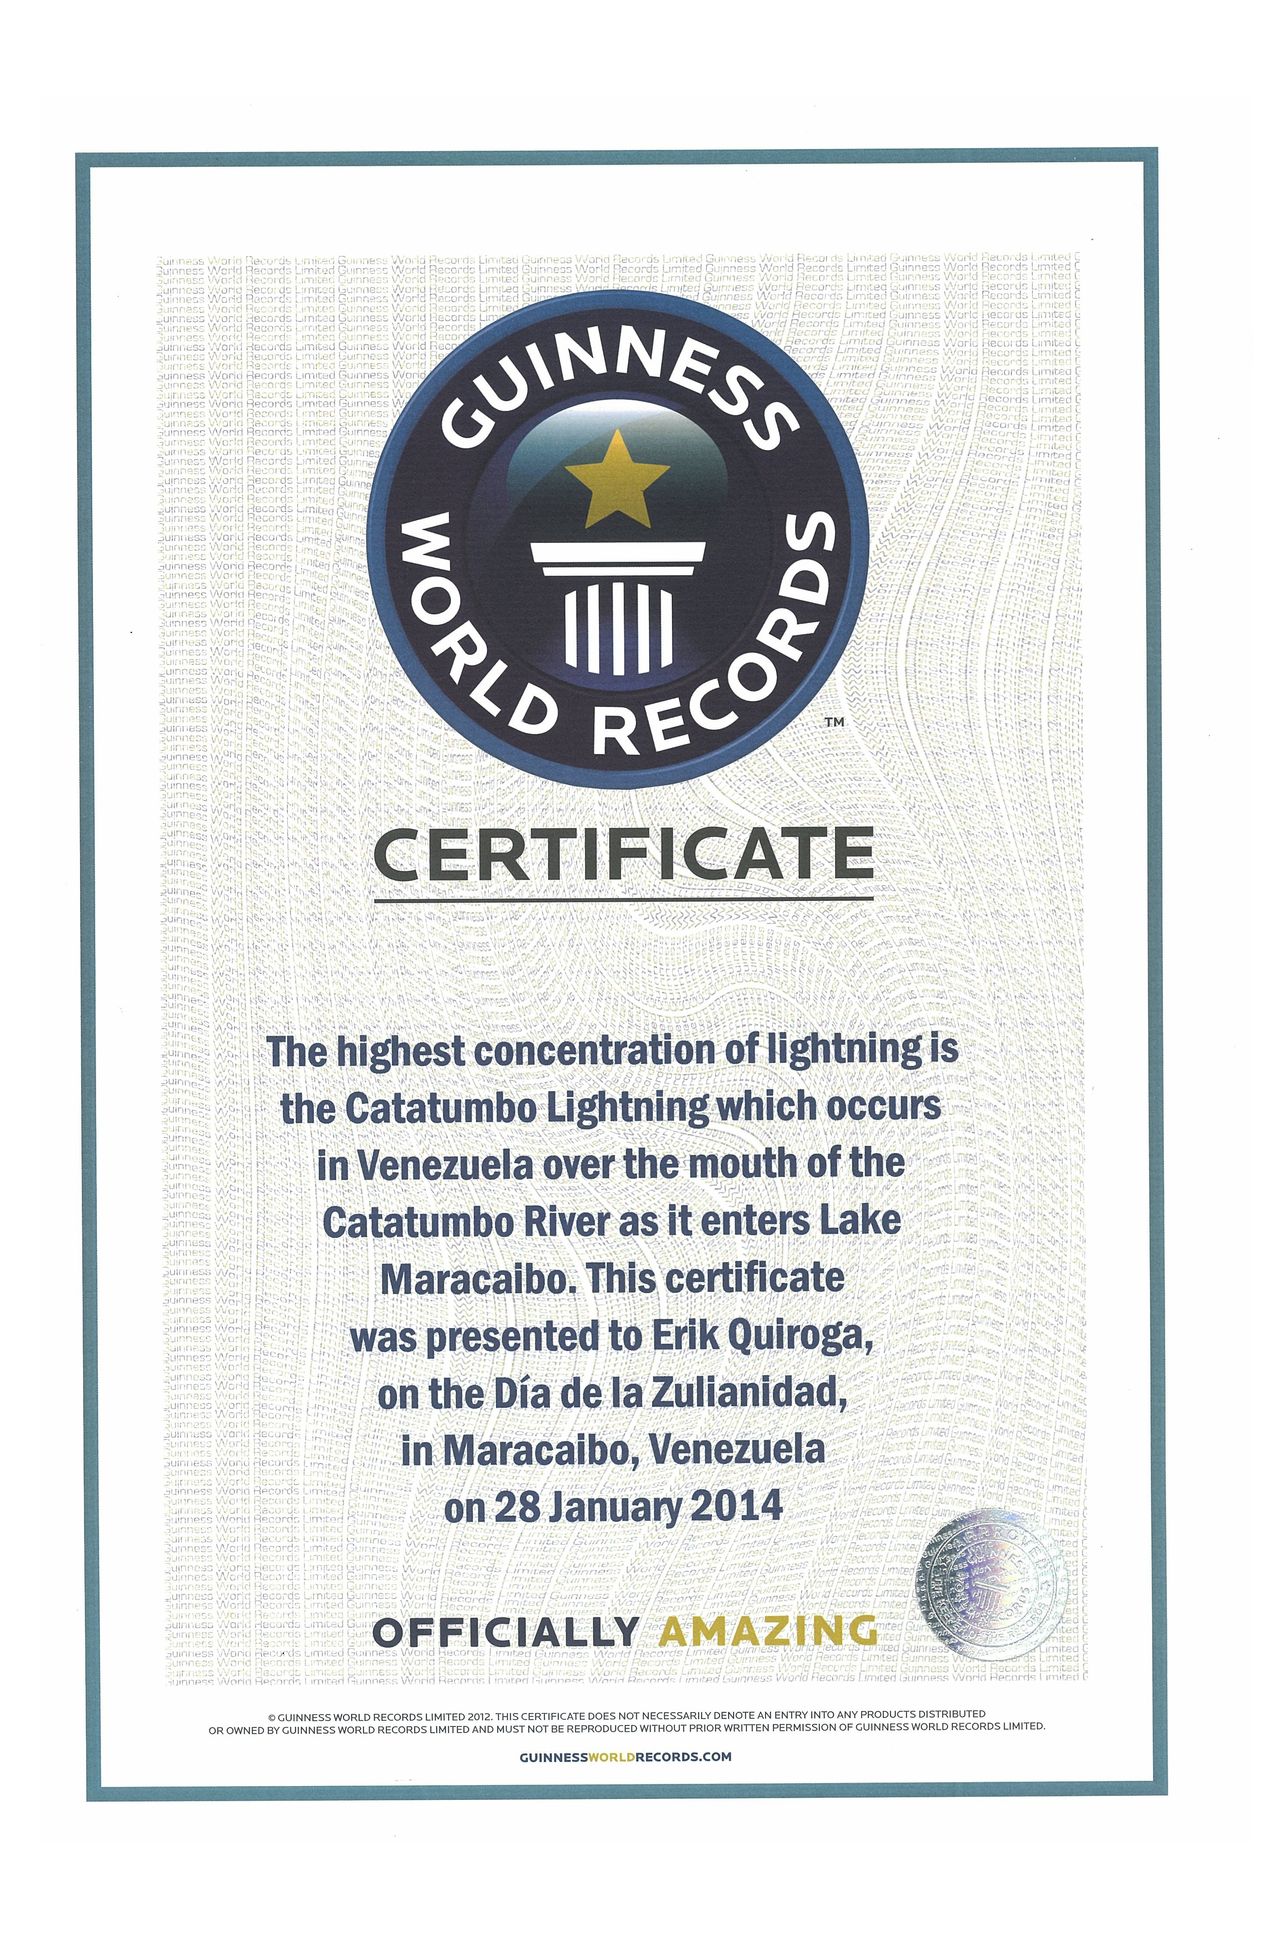 GUINNESS
WORLD RECORDS
™
CERTIFICATE
The highest concentration of lightning is
the Catatumbo Lightning which occurs
in Venezuela over the mouth of the
Catatumbo River as it enters Lake
Maracaibo. This certificate
was presented to Erik Quiroga,
on the Día de la Zulianidad,
in Maracaibo, Venezuela
on 28 January 2014
OFFICIALLY AMAZING
© GUINNESS WORLD RECORDS LIMITED 2012. THIS CERTIFICATE DOES NOT NECESSARILY DENOTE AN ENTRY INTO ANY PRODUCTS DISTRIBUTED
OR OWNED BY GUINNESS WORLD RECORDS LIMITED AND MUST NOT BE REPRODUCED WITHOUT PRIOR WRITTEN PERMISSION OF GUINNESS WORLD RECORDS LIMITED.
GUINNESSWORLDRECORDS.COM